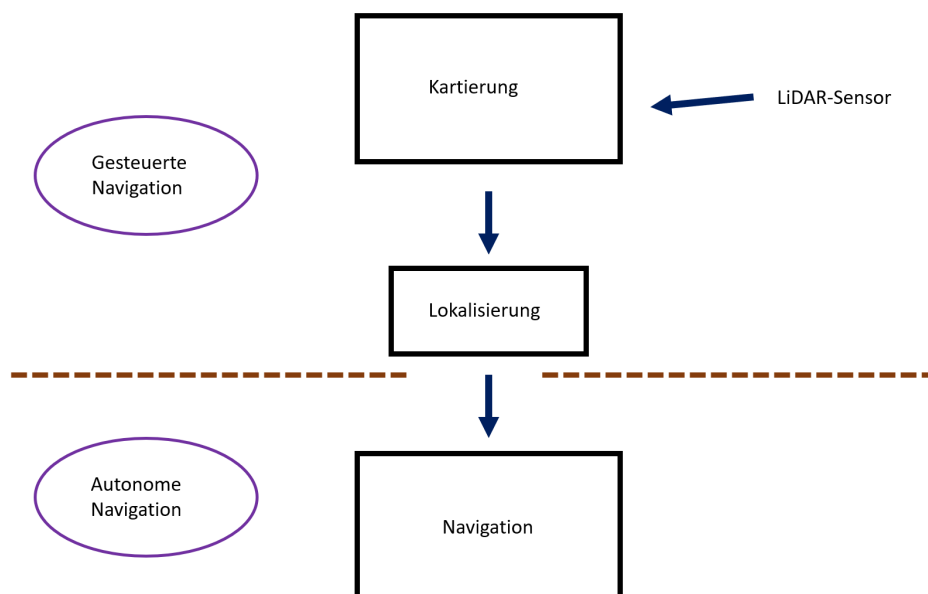 Kartierung
LiDAR-Sensor
Gesteuerte
Navigation
Lokalisierung
Autonome
Navigation
Navigation